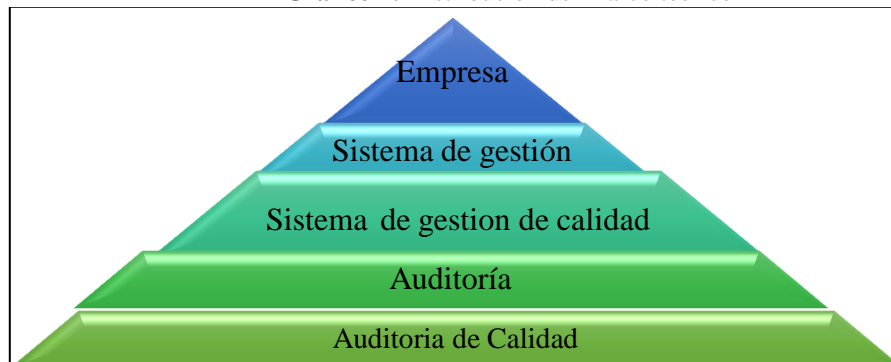 Empresa
Sistema de gestión
Sistema de gestion de calidad
Auditoría
Auditoria de Calidad